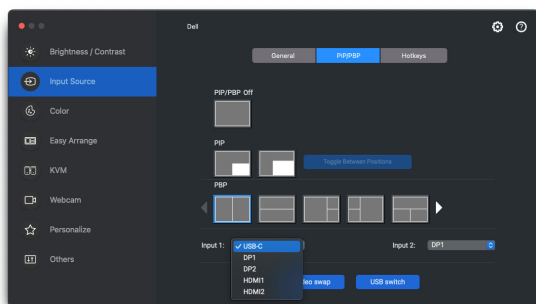 Dell
Brightness / Contrast
Input Source
Color
Easy Arrange
KVM
Webcam
Personalize
Others
General
PIP/PBP
Hotkeys
PIP/PBP Off
PIP
Toggle Between Positions
PBP
Input 1:
✓ USB-C
DP1
DP2
HDMI1
HDMI2
Input 2:
DP1
USB switch